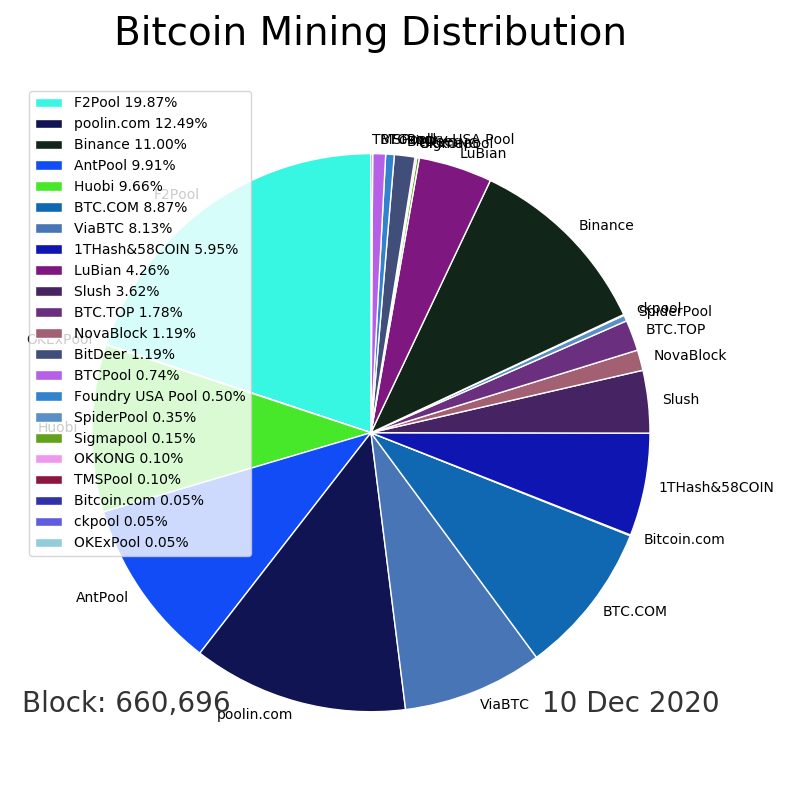 Bitcoin Mining Distribution
F2Pool 19.87%
poolin.com 12.49%
Binance 11.00%
AntPool 9.91%
Huobi 9.66%
BTC.COM 8.87%
ViaBTC 8.13%
1THash&58COIN 5.95%
LuBian 4.26%
Slush 3.62%
BTC.TOP 1.78%
NovaBlock 1.19%
BitDeer 1.19%
BTCPool 0.74%
Foundry USA Pool 0.50%
SpiderPool 0.35%
Sigmapool 0.15%
OKKONG 0.10%
TMSPool 0.10%
Bitcoin.com 0.05%
ckpool 0.05%
OKExPool 0.05%
F2Pool
OKExPool
Huobi
AntPool
poolin.com
ViaBTC
BTC.COM
Bitcoin.com
1THash&58COIN
Slush
NovaBlock
BTC.TOP
SpiderPool
ckpool
Binance
LuBian
USA Pool
Block: 660,696
10 Dec 2020